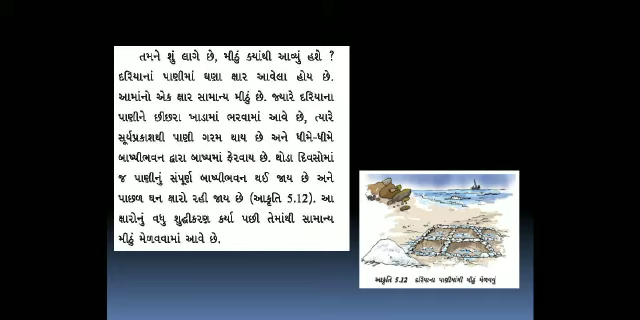 તમને શું લાગે છે, મીઠું ક્યાંથી આવ્યું હશે ?
દરિયાનાં પાણીમાં ઘણા ક્ષાર આવેલા હોય છે.
આમાંનો એક ક્ષાર સામાન્ય મીઠું છે. જ્યારે દરિયાના
પાણીને છીછરા ખાડામાં ભરવામાં આવે છે, ત્યારે
સૂર્યપ્રકાશથી પાણી ગરમ થાય છે અને ધીમે-ધીમે
બાષ્પીભવન દ્વારા બાષ્પમાં ફેરવાય છે. થોડા દિવસોમાં
જ પાણીનું સંપૂર્ણ બાષ્પીભવન થઈ જાય છે અને
પાછળ ઘન ક્ષારો રહી જાય છે (આકૃતિ 5.12). આ
ક્ષારોનું વધુ શુદ્ધીકરણ કર્યા પછી તેમાંથી સામાન્ય
મીઠું મેળવવામાં આવે છે.
આકૃતિ 5.12 દરિયાના પાણીમાંથી મીઠું મેળવવું